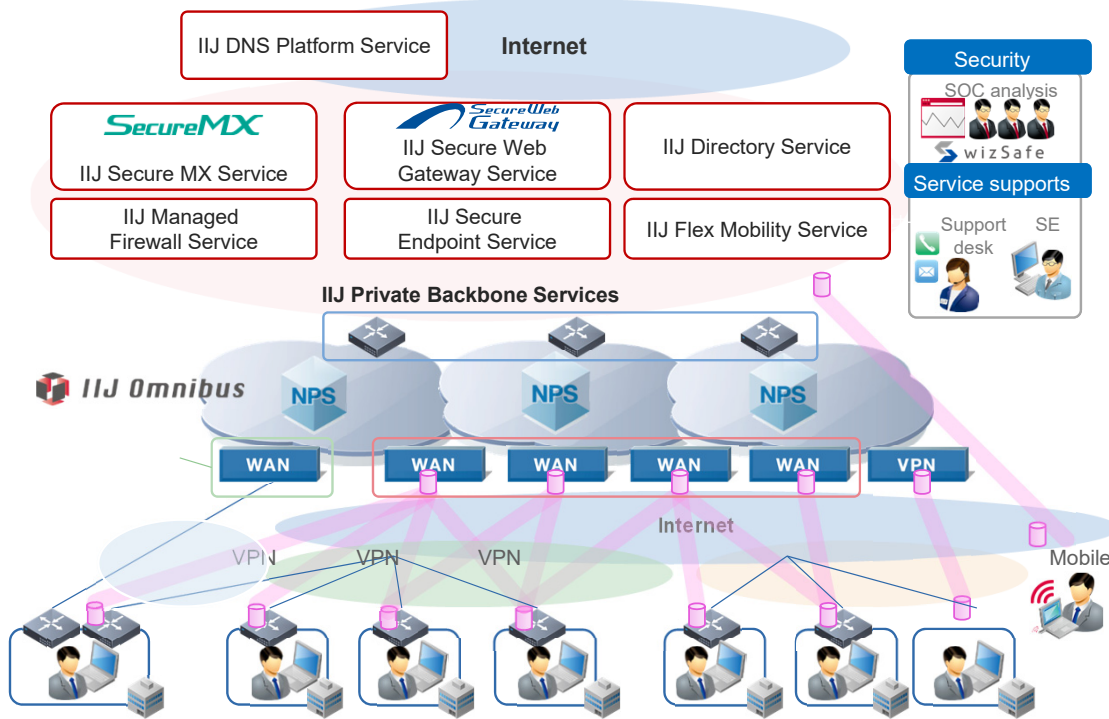 IIJ DNS Platform Service
Internet
Security
SOC analysis
wizSafe
SecureMX
IIJ Secure MX Service
SecureWeb
Gateway
IIJ Secure Web
Gateway Service
IIJ Directory Service
Service supports
IIJ Managed
Firewall Service
IIJ Secure
Endpoint Service
IIJ Flex Mobility Service
Support
desk
SE
IIJ Private Backbone Services
IIJ Omnibus
NPS
NPS
NPS
WAN
WAN
WAN
WAN
WAN
VPN
Internet
VPN
VPN
VPN
Mobile